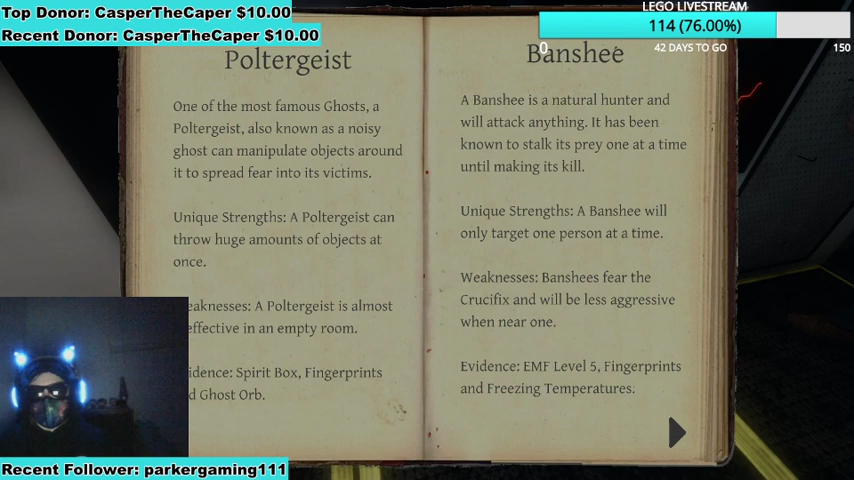 Top Donor: CasperTheCaper $10.00
Recent Donor: CasperTheCaper $10.00
LEGO LIVESTREAM
114 (76.00%)
0
42 DAYS TO GO
150
Poltergeist
One of the most famous Ghosts, a
Poltergeist, also known as a noisy
ghost can manipulate objects around
it to spread fear into its victims.
Unique Strengths: A Poltergeist can
throw huge amounts of objects at
once.
eaknesses: A Poltergeist is almost
effective in an empty room.
idence: Spirit Box, Fingerprints
d Ghost Orb.
Banshee
A Banshee is a natural hunter and
will attack anything. It has been
known to stalk its prey one at a time
until making its kill.
Unique Strengths: A Banshee will
only target one person at a time.
Weaknesses: Banshees fear the
Crucifix and will be less aggressive
when near one.
Evidence: EMF Level 5, Fingerprints
and Freezing Temperatures.
Recent Follower: parkergaming111